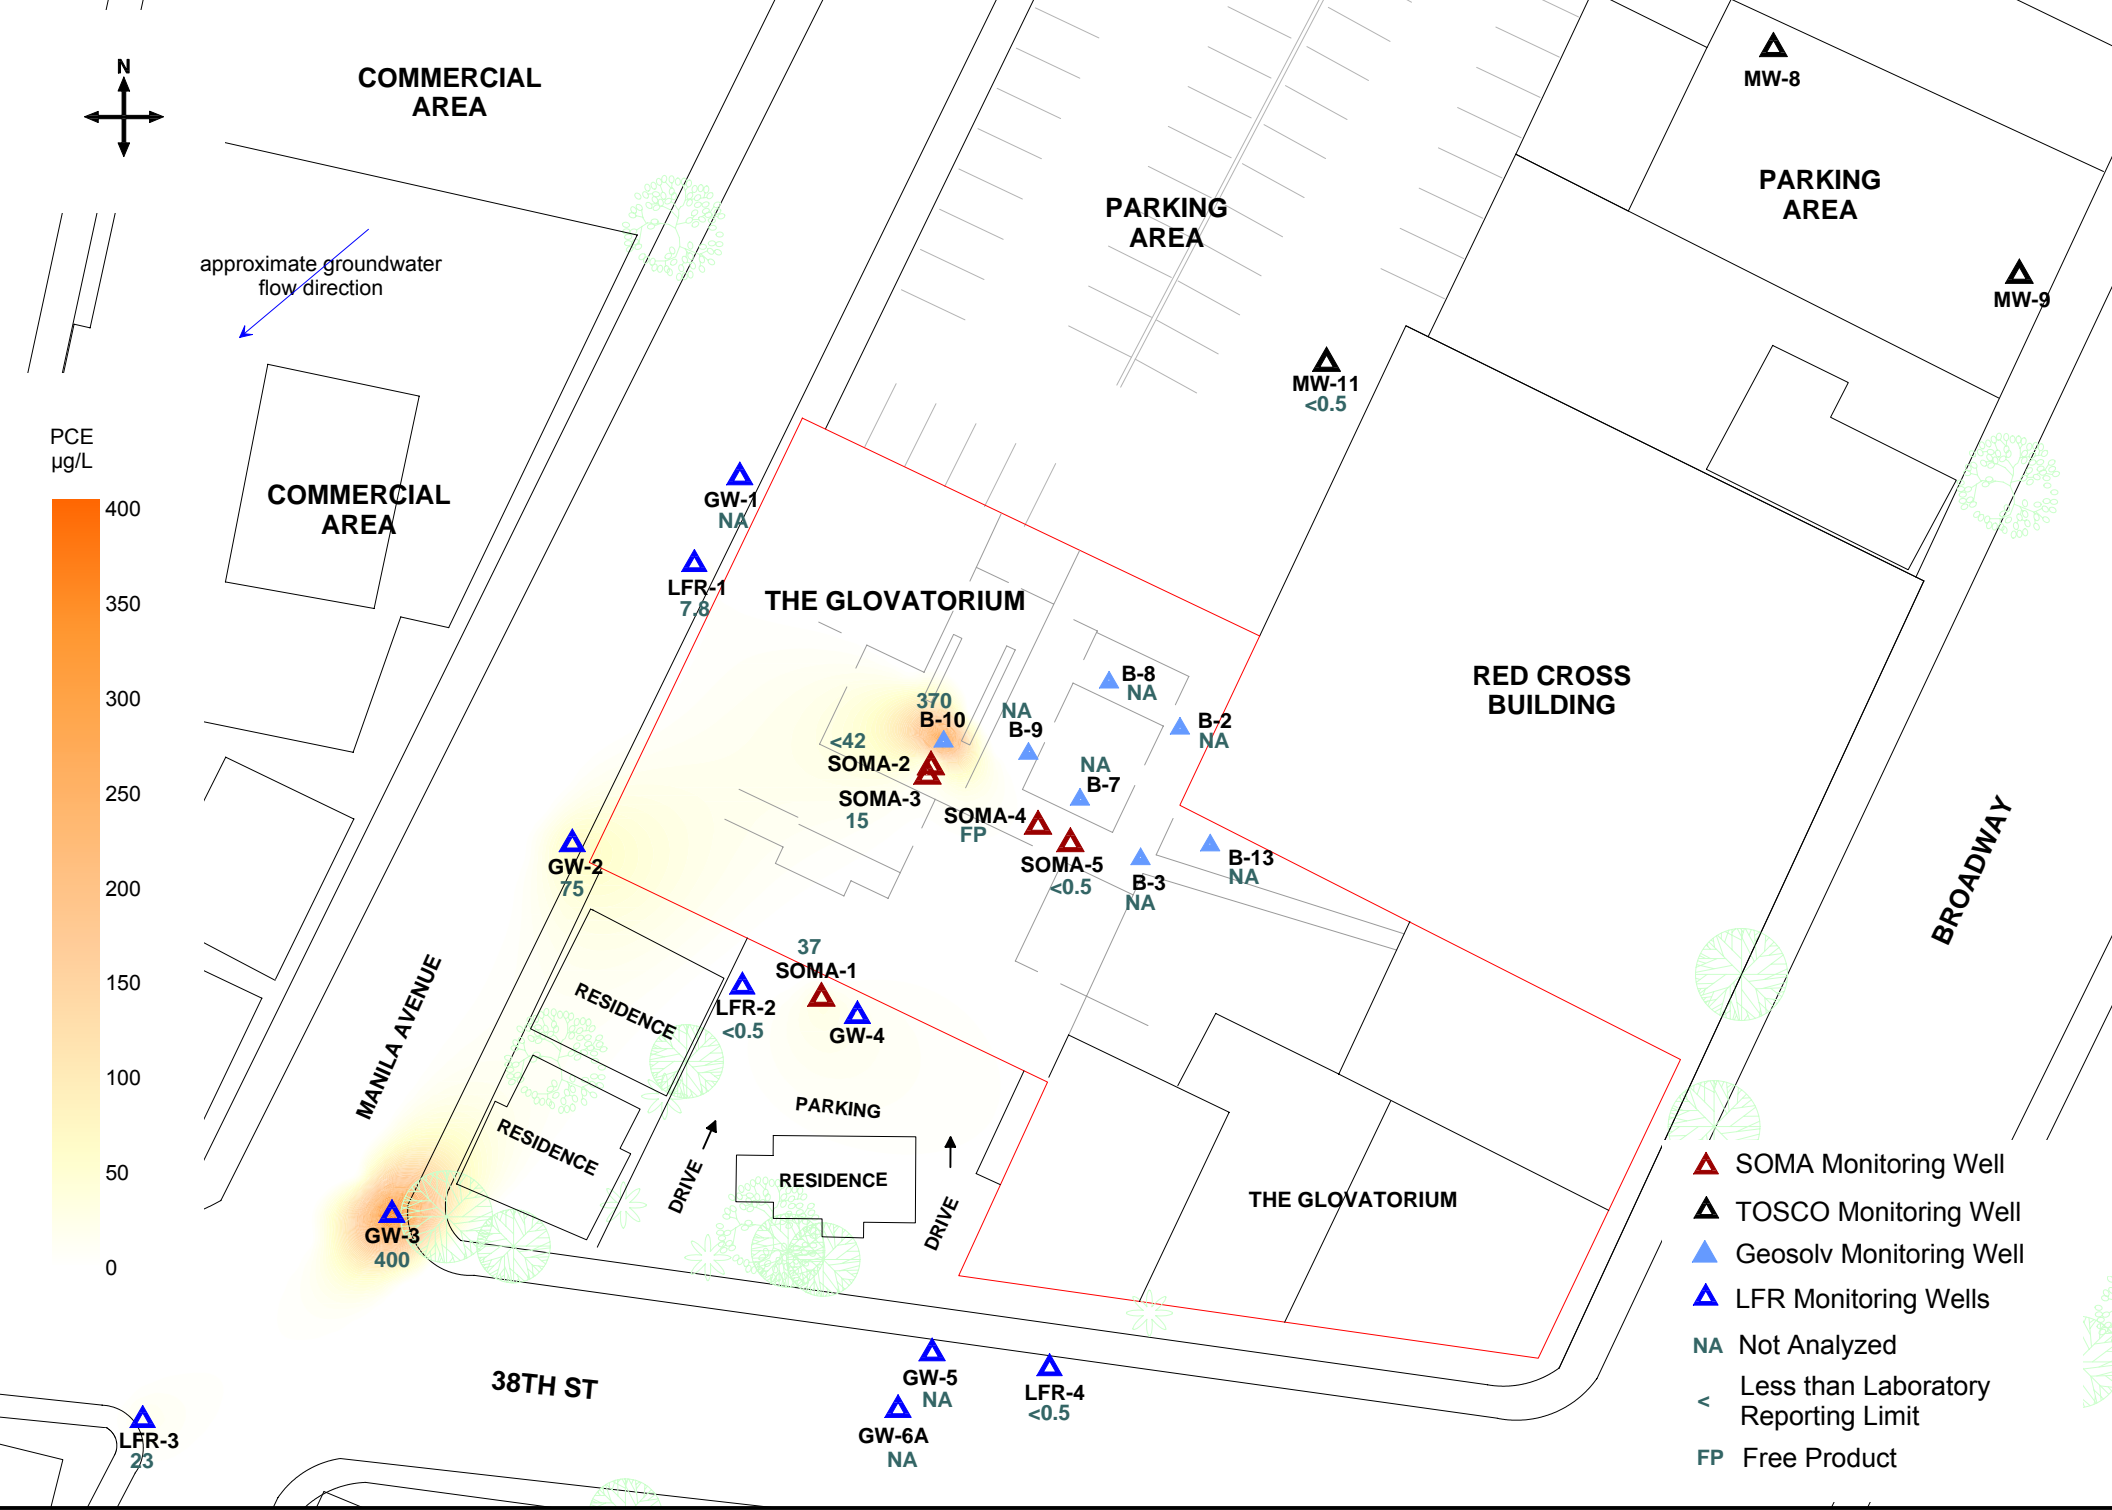 N
COMMERCIAL
AREA
MW-8
PARKING
AREA
PARKING
AREA
approximate groundwater
flow direction
MW-9
MW-11
<0.5
PCE
µg/L
400
350
300
250
200
150
100
50
0
COMMERCIAL
AREA
GW-1
NA
LFR-1
7.8
THE GLOVATORIUM
RED CROSS
BUILDING
B-8
NA
370
B-10
NA
B-9
B-2
NA
<42
SOMA-2
NA
B-7
SOMA-3
15
SOMA-4
FP
SOMA-5
<0.5
B-13
NA
B-3
NA
GW-2
75
BROADWAY
MANILA AVENUE
37
SOMA-1
RESIDENCE
LFR-2
<0.5
GW-4
PARKING
RESIDENCE
DRIVE
RESIDENCE
DRIVE
THE GLOVATORIUM
GW-3
400
38TH ST
GW-5
NA
LFR-4
<0.5
GW-6A
NA
LFR-3
23
SOMA Monitoring Well
TOSCO Monitoring Well
Geosolv Monitoring Well
LFR Monitoring Wells
NA Not Analyzed
< Less than Laboratory
Reporting Limit
FP Free Product